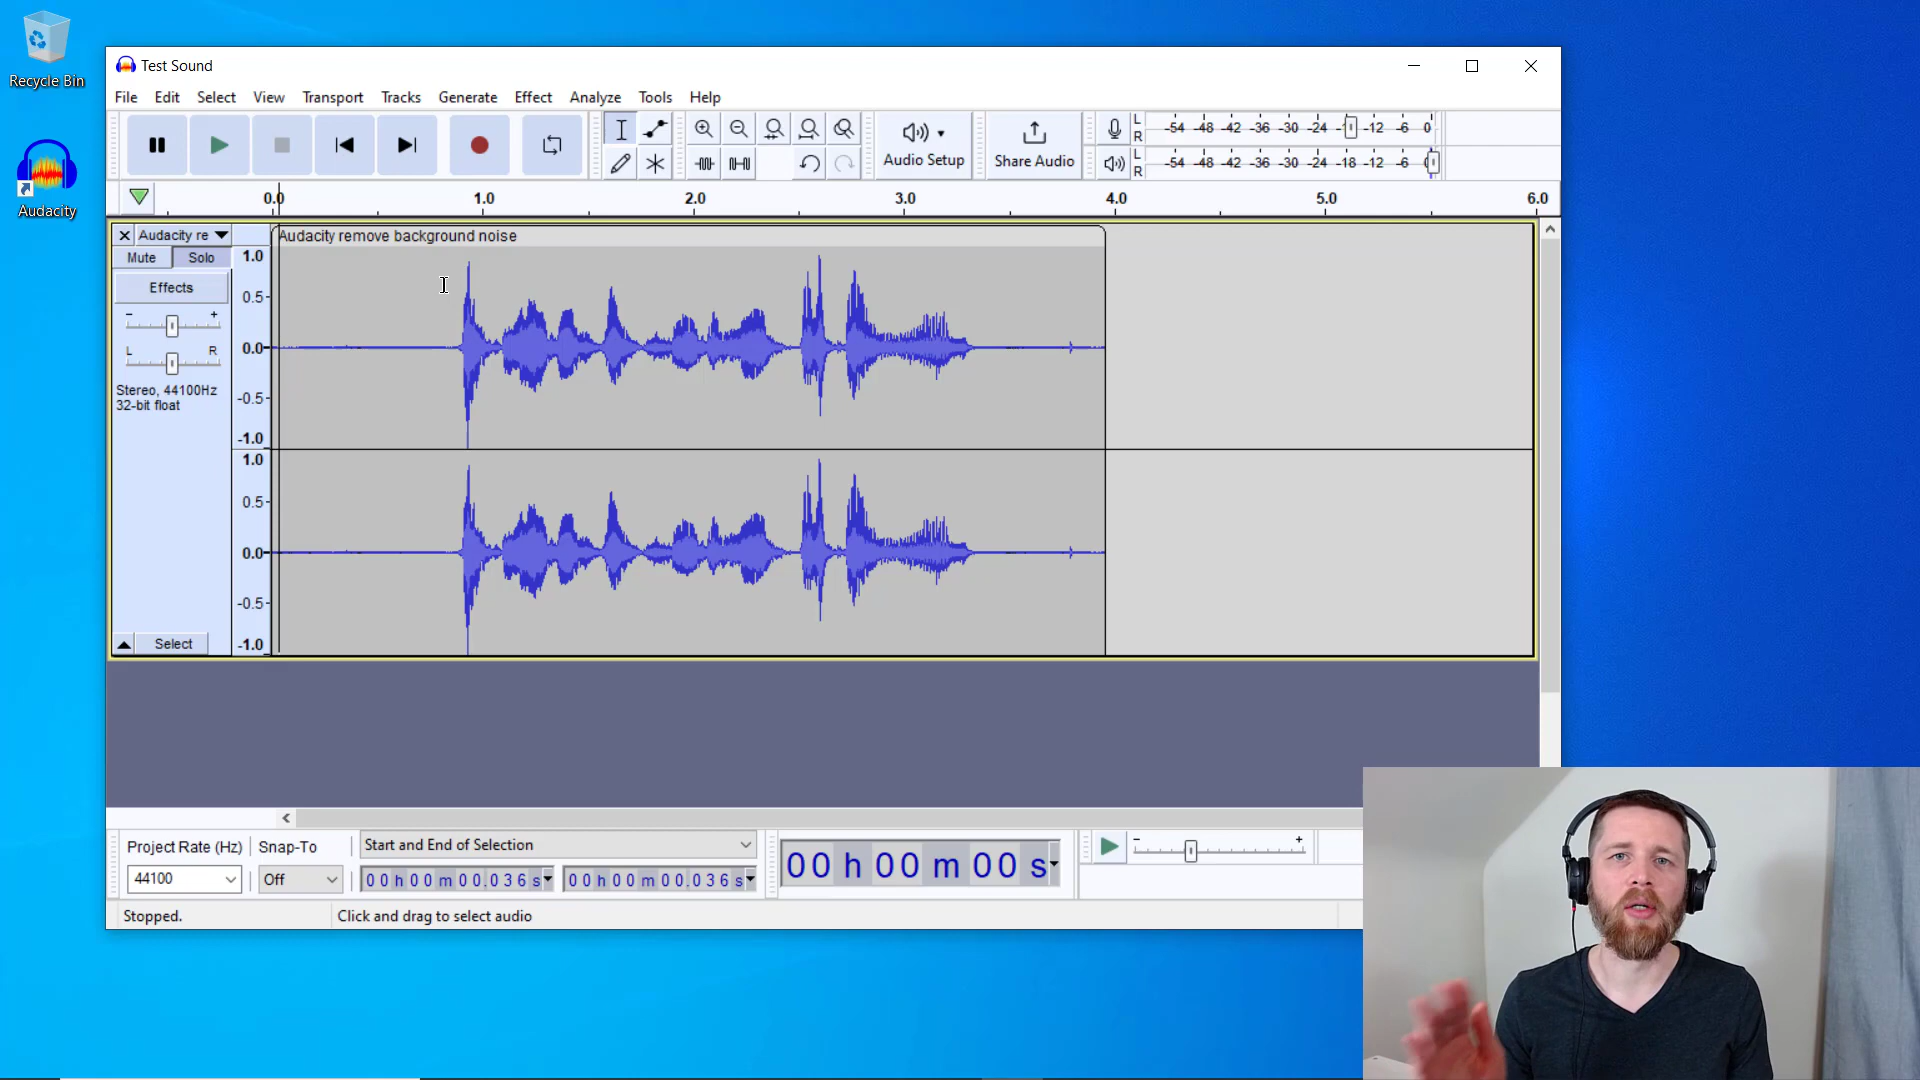 Recycle Bin
Audacity
Test Sound
File Edit Select View Transport Tracks Generate Effect Analyze Tools Help
Audio Setup
Share Audio
L R -54 -48 -42 -36 -30 -24 -12 -6 0
L R -54 -48 -42 -36 -30 -24 -18 -12 -6 0
0.0 1.0 2.0 3.0 4.0 5.0 6.0
Audacity re
Audacity remove background noise
Mute Solo
Effects
- +
L R
Stereo, 44100Hz
32-bit float
Select
1.0
0.5
0.0
-0.5
-1.0
1.0
0.5
0.0
-0.5
-1.0
Project Rate (Hz) Snap-To
44100 Off
Start and End of Selection
00 h 00 m 00.036 s 00 h 00 m 00.036 s
00 h 00 m 00 s
- +
Stopped. Click and drag to select audio